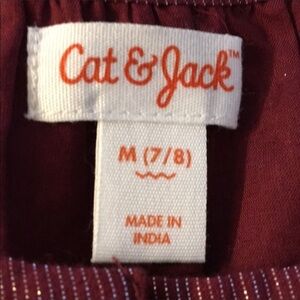 Cat & Jack™
M (7/8)
MADE IN
INDIA